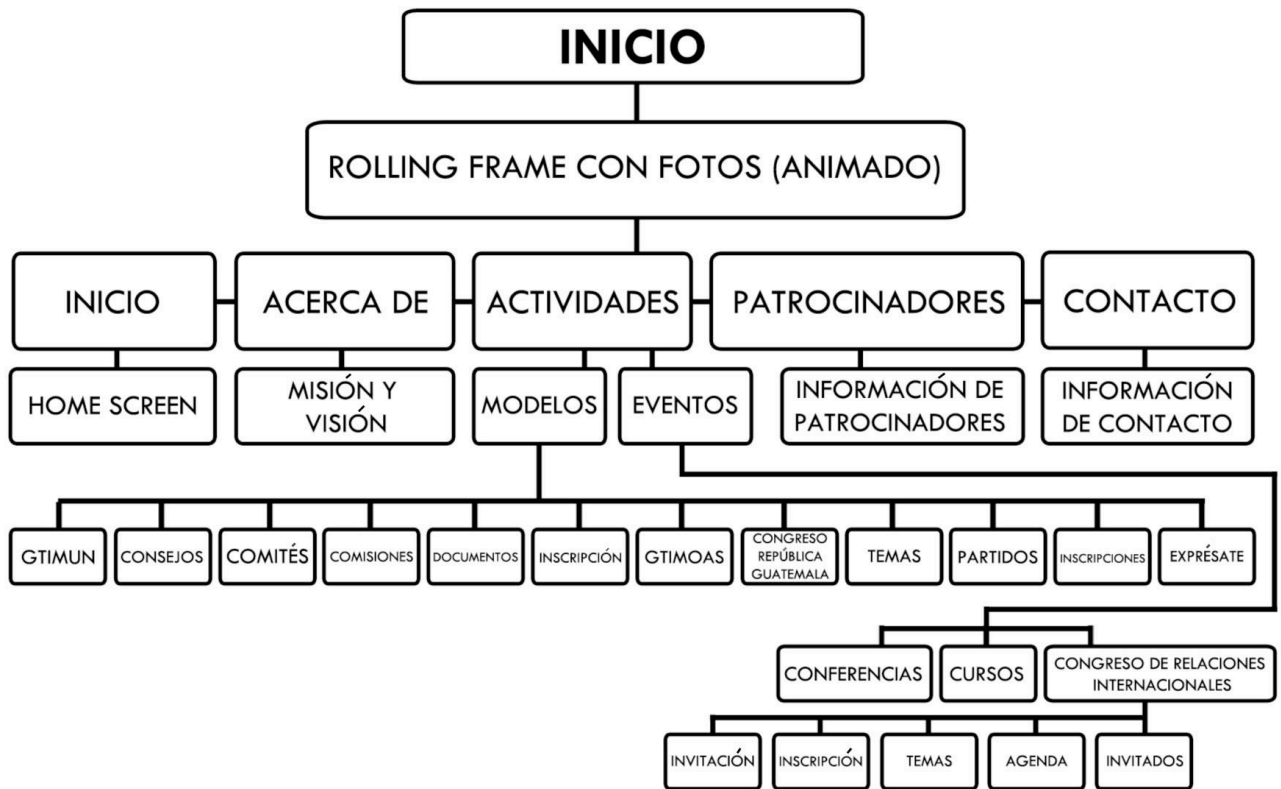 INICIO
ROLLING FRAME CON FOTOS (ANIMADO)
INICIO
ACERCA DE
ACTIVIDADES
PATROCINADORES
CONTACTO
HOME SCREEN
MISIÓN Y
VISIÓN
MODELOS
EVENTOS
INFORMACIÓN DE
PATROCINADORES
INFORMACIÓN
DE CONTACTO
GTIMUN
CONSEJOS
COMITÉS
COMISIONES
DOCUMENTOS
INSCRIPCIÓN
GTIMOAS
CONGRESO
REPÚBLICA
GUATEMALA
TEMAS
PARTIDOS
INSCRIPCIONES
EXPRÉSATE
CONFERENCIAS
CURSOS
CONGRESO DE RELACIONES
INTERNACIONALES
INVITACIÓN
INSCRIPCIÓN
TEMAS
AGENDA
INVITADOS